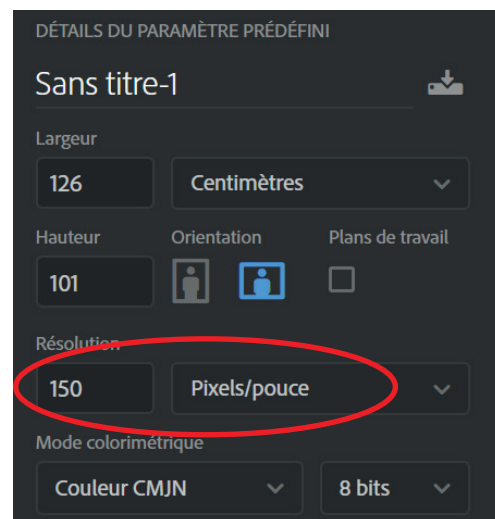 DÉTAILS DU PARAMÈTRE PRÉDÉFINI
Sans titre-1
Largeur
126 Centimètres
Hauteur Orientation Plans de travail
101
Résolution
150 Pixels/pouce
Mode colorimétrique
Couleur CMJN 8 bits